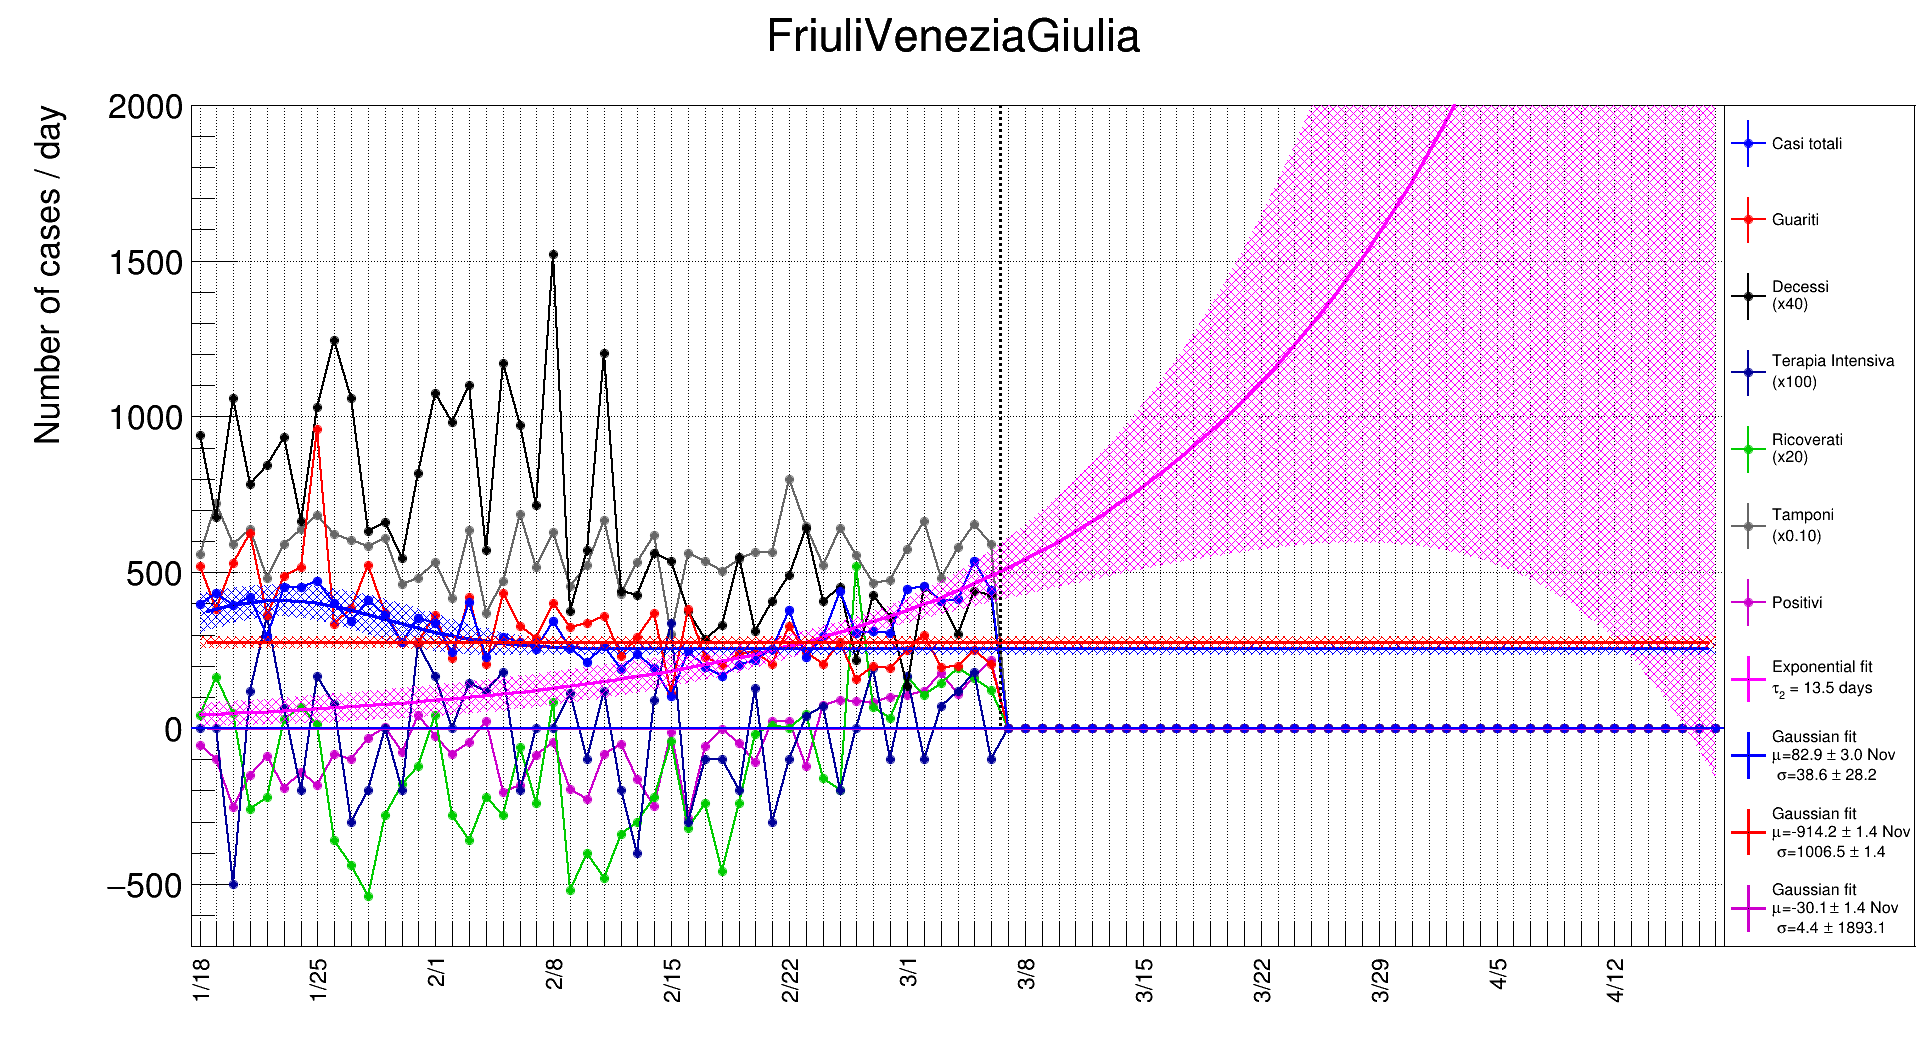 FriuliVeneziaGiulia
Number of cases / day
2000
1500
1000
500
0
−500
1/18
1/25
2/1
2/8
2/15
2/22
3/1
3/8
3/15
3/22
3/29
4/5
4/12
Casi totali
Guariti
Decessi
(x40)
Terapia Intensiva
(x100)
Ricoverati
(x20)
Tamponi
(x0.10)
Positivi
Exponential fit
τ2 = 13.5 days
Gaussian fit
μ=82.9 ± 3.0 Nov
σ=38.6 ± 28.2
Gaussian fit
μ=-914.2 ± 1.4 Nov
σ=1006.5 ± 1.4
Gaussian fit
μ=-30.1 ± 1.4 Nov
σ=4.4 ± 1893.1